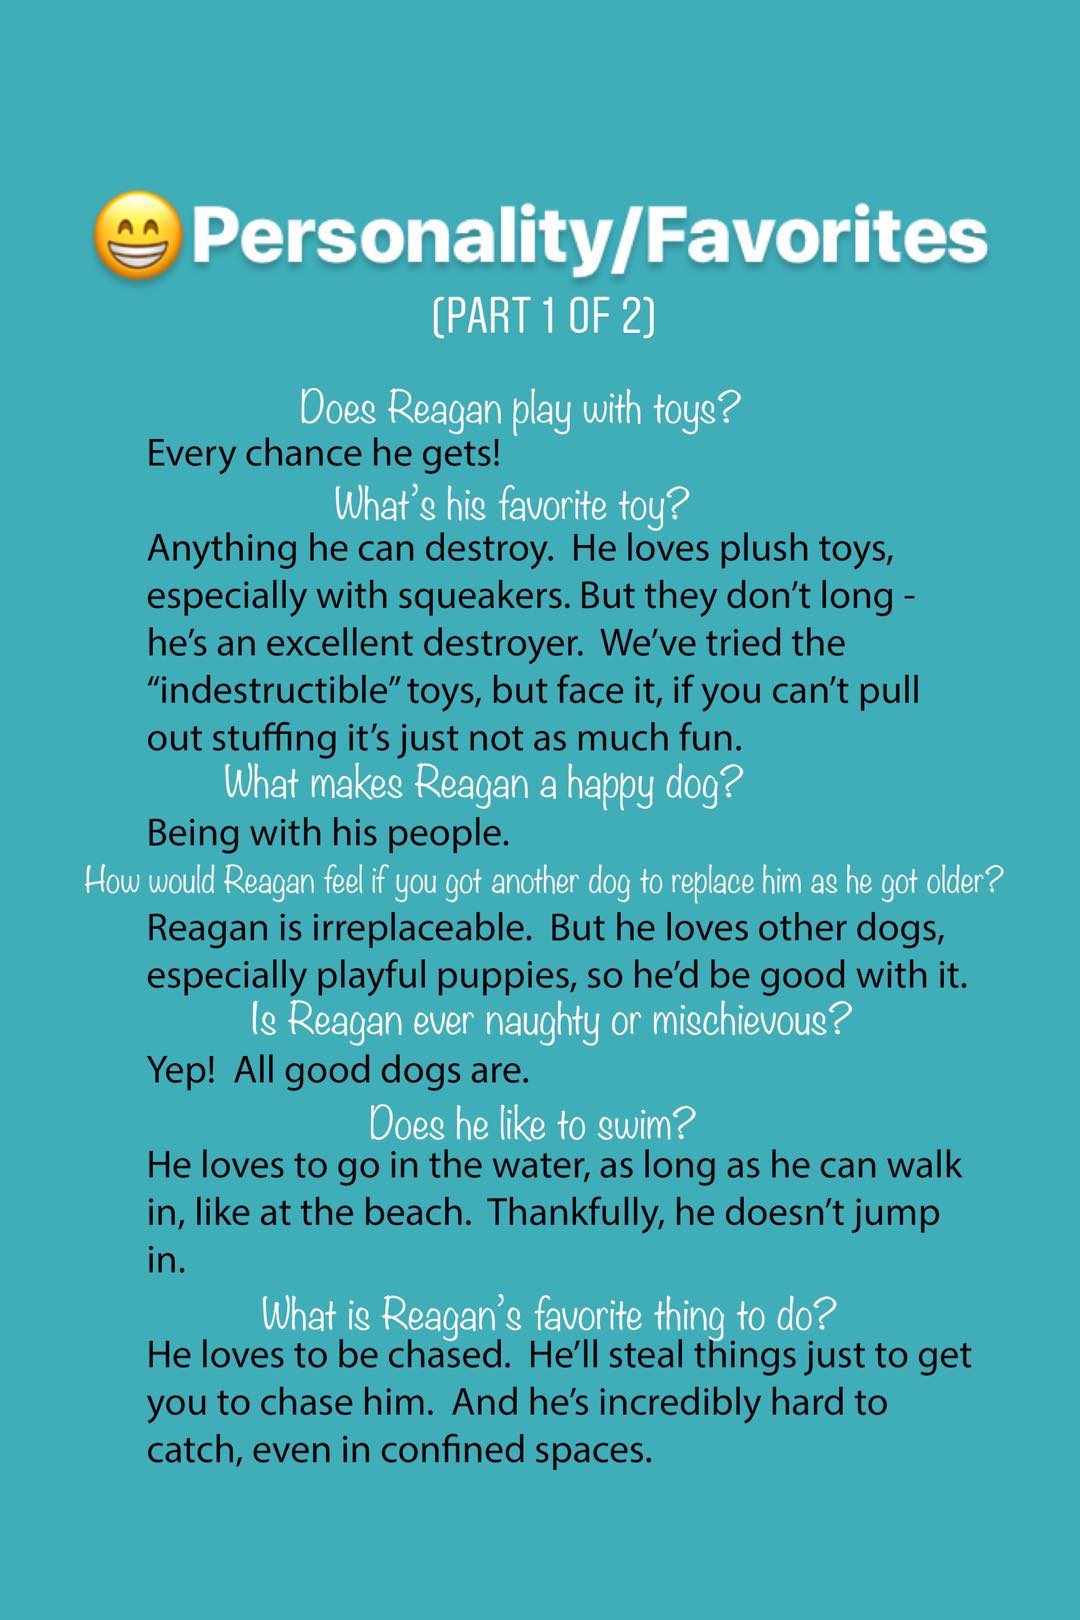 😁Personality/Favorites
(PART 1 OF 2)
Does Reagan play with toys?
Every chance he gets!
What's his favorite toy?
Anything he can destroy.  He loves plush toys,
especially with squeakers. But they don't long -
he's an excellent destroyer.  We've tried the
“indestructible” toys, but face it, if you can't pull
out stuffing it's just not as much fun.
What makes Reagan a happy dog?
Being with his people.
How would Reagan feel if you got another dog to replace him as he got older?
Reagan is irreplaceable.  But he loves other dogs,
especially playful puppies, so he'd be good with it.
Is Reagan ever naughty or mischievous?
Yep!  All good dogs are.
Does he like to swim?
He loves to go in the water, as long as he can walk
in, like at the beach.  Thankfully, he doesn't jump
in.
What is Reagan's favorite thing to do?
He loves to be chased.  He'll steal things just to get
you to chase him.  And he's incredibly hard to
catch, even in confined spaces.